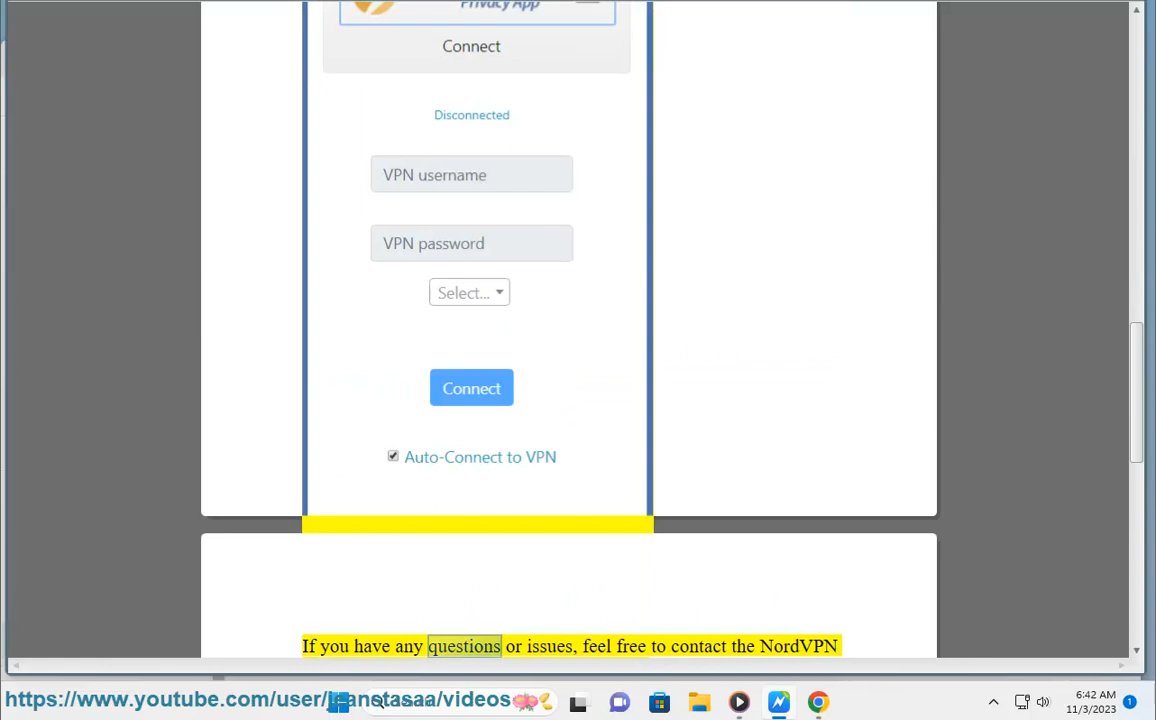 Privacy App
Connect
Disconnected
VPN username
VPN password
Select...
Connect
Auto-Connect to VPN
If you have any questions or issues, feel free to contact the NordVPN
https://www.youtube.com/user/jeanetasaa/videos
6:42 AM
11/3/2023
1